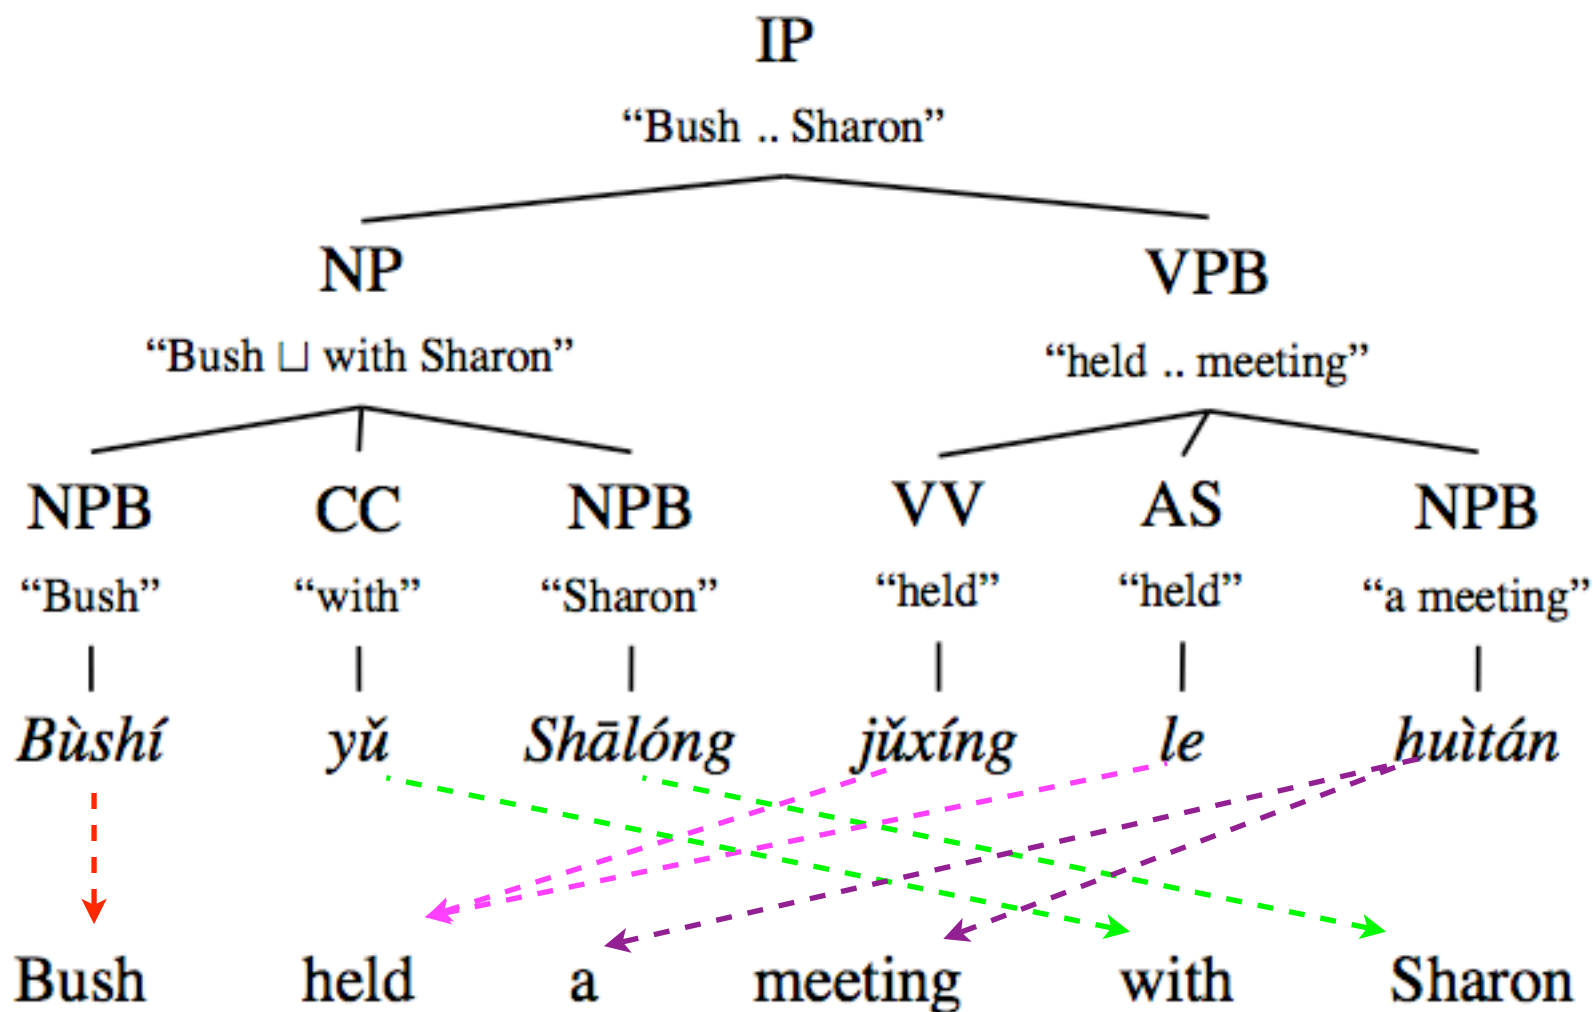 IP
“Bush .. Sharon”
NP VPB
“Bush ⊔ with Sharon” “held .. meeting”
NPB CC NPB VV AS NPB
“Bush” “with” “Sharon” “held” “held” “a meeting”
Bùshí yǔ Shālóng jǔxíng le huìtán
Bush held a meeting with Sharon